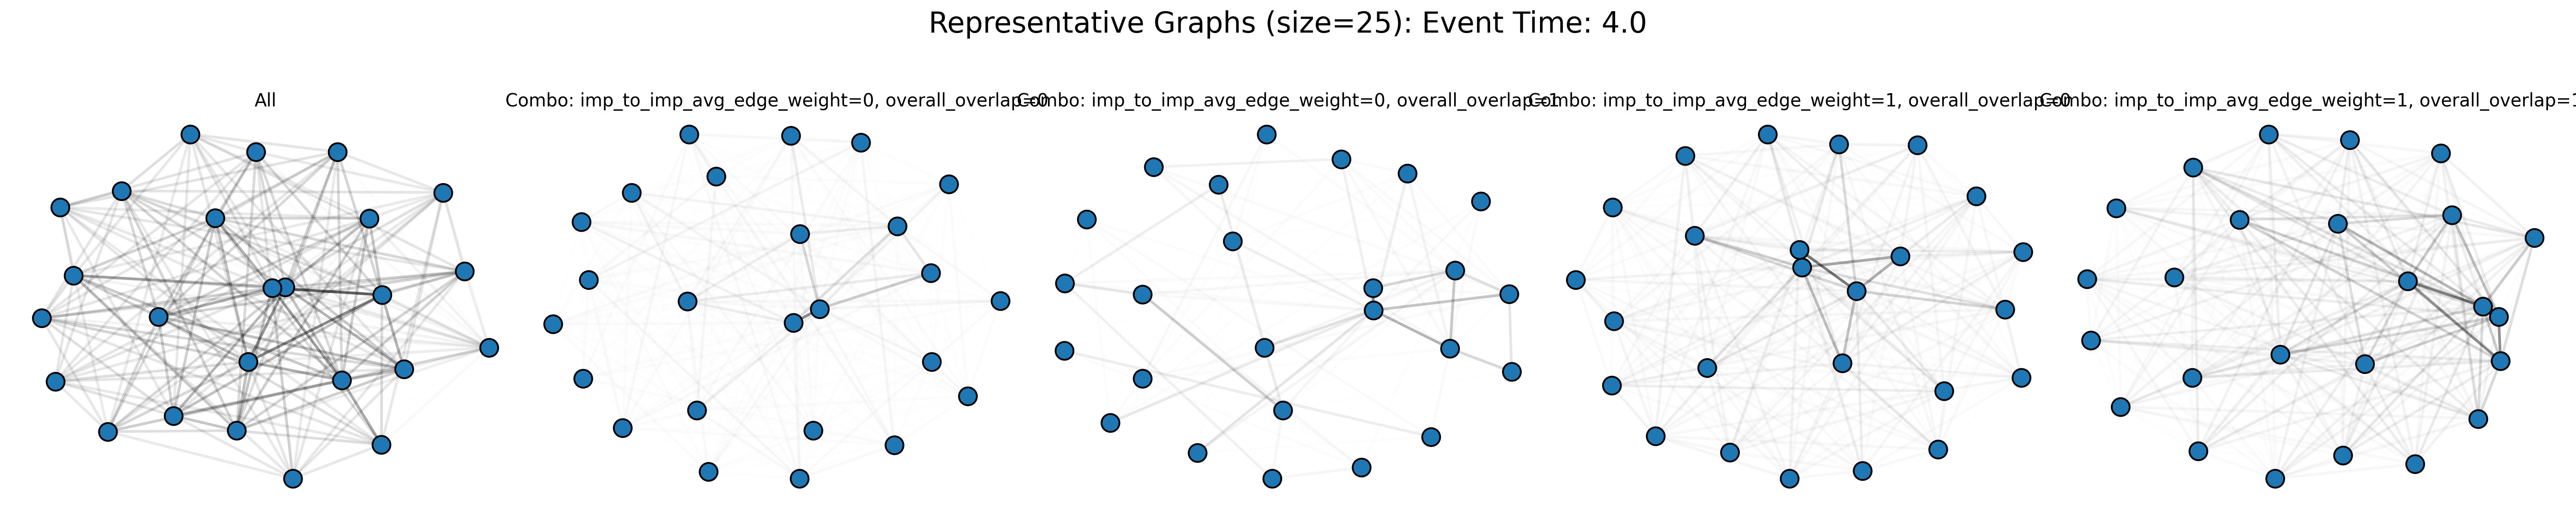 Representative Graphs (size=25): Event Time: 4.0
All
Combo: imp_to_imp_avg_edge_weight=0, overall_overlap=0
Combo: imp_to_imp_avg_edge_weight=0, overall_overlap=1
Combo: imp_to_imp_avg_edge_weight=1, overall_overlap=0
Combo: imp_to_imp_avg_edge_weight=1, overall_overlap=1